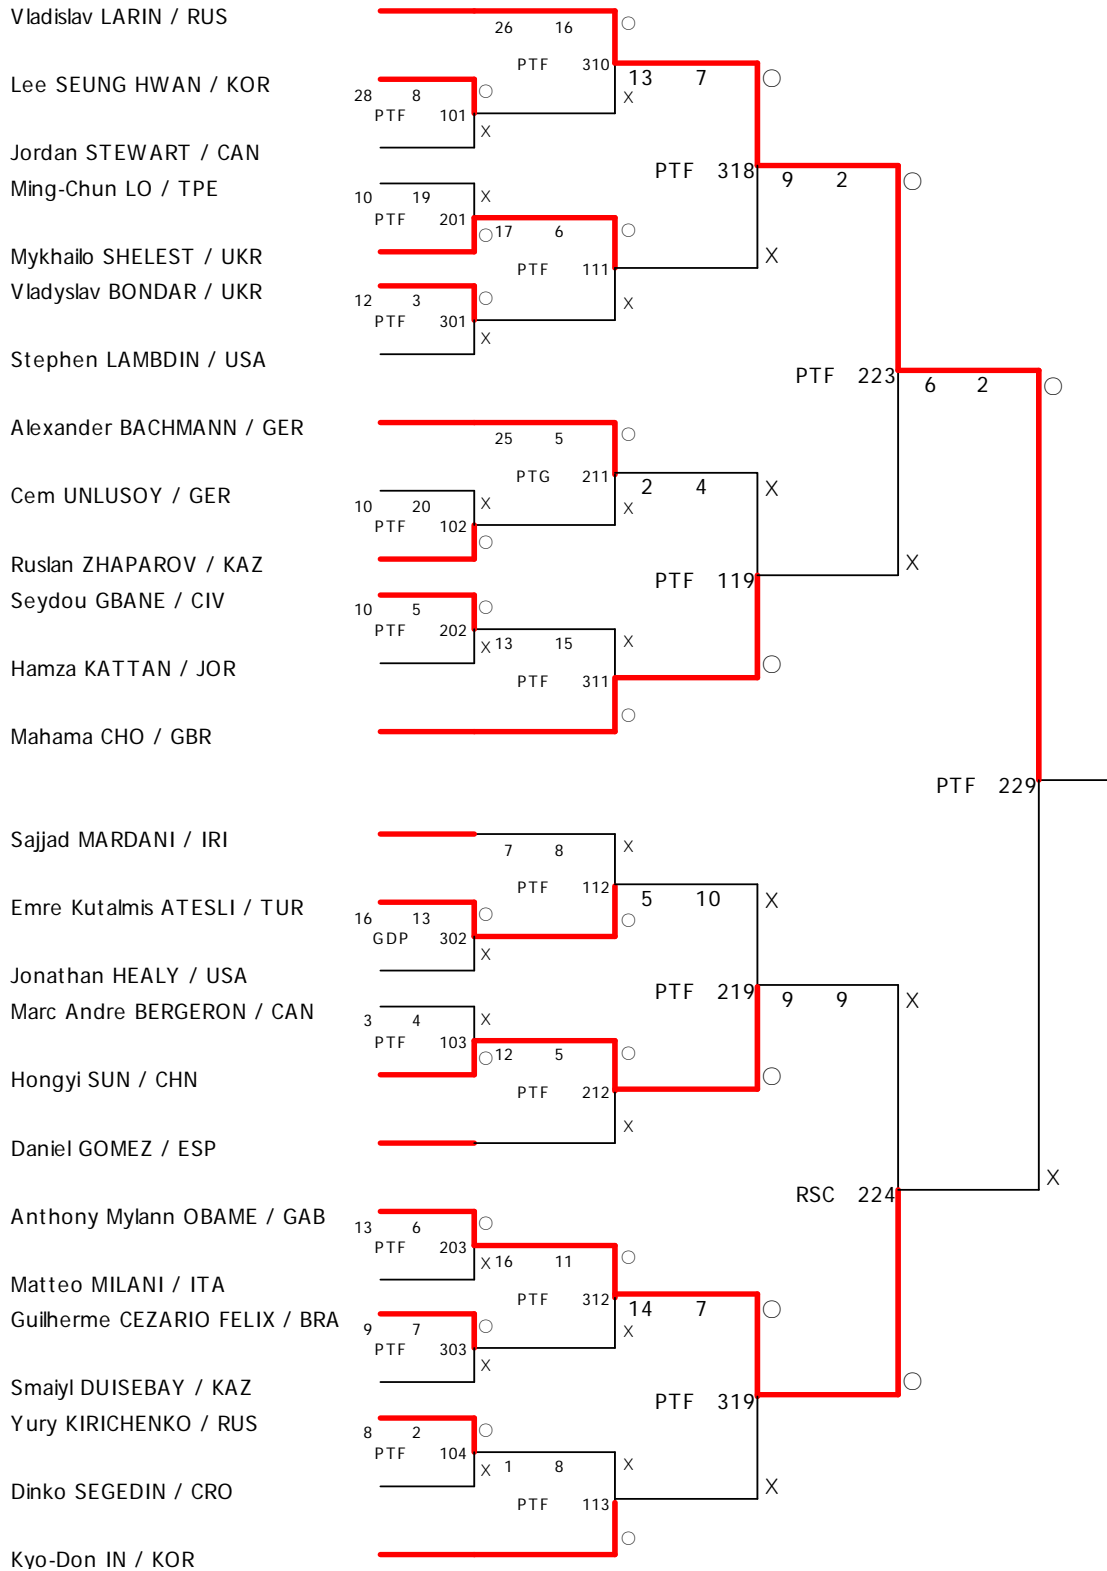 Vladislav LARIN / RUS
26 16
PTF 310
13 7
Lee SEUNG HWAN / KOR
28 8
PTF 101
Jordan STEWART / CAN
PTF 318
9 2
Ming-Chun LO / TPE
10 19
PTF 201
17 6
Mykhailo SHELEST / UKR
PTF 111
Vladyslav BONDAR / UKR
12 3
PTF 301
Stephen LAMBDIN / USA
PTF 223
6 2
Alexander BACHMANN / GER
25 5
PTG 211
2 4
Cem UNLUSOY / GER
10 20
PTF 102
Ruslan ZHAPAROV / KAZ
PTF 119
Seydou GBANE / CIV
10 5
PTF 202
13 15
Hamza KATTAN / JOR
PTF 311
Mahama CHO / GBR
PTF 229
Sajjad MARDANI / IRI
7 8
PTF 112
5 10
Emre Kutalmis ATESLI / TUR
16 13
GDP 302
Jonathan HEALY / USA
PTF 219
9 9
Marc Andre BERGERON / CAN
3 4
PTF 103
12 5
Hongyi SUN / CHN
PTF 212
Daniel GOMEZ / ESP
RSC 224
Anthony Mylann OBAME / GAB
13 6
PTF 203
16 11
Matteo MILANI / ITA
PTF 312
14 7
Guilherme CEZARIO FELIX / BRA
9 7
PTF 303
Smaiyl DUISEBAY / KAZ
PTF 319
Yury KIRICHENKO / RUS
8 2
PTF 104
1 8
Dinko SEGEDIN / CRO
PTF 113
Kyo-Don IN / KOR